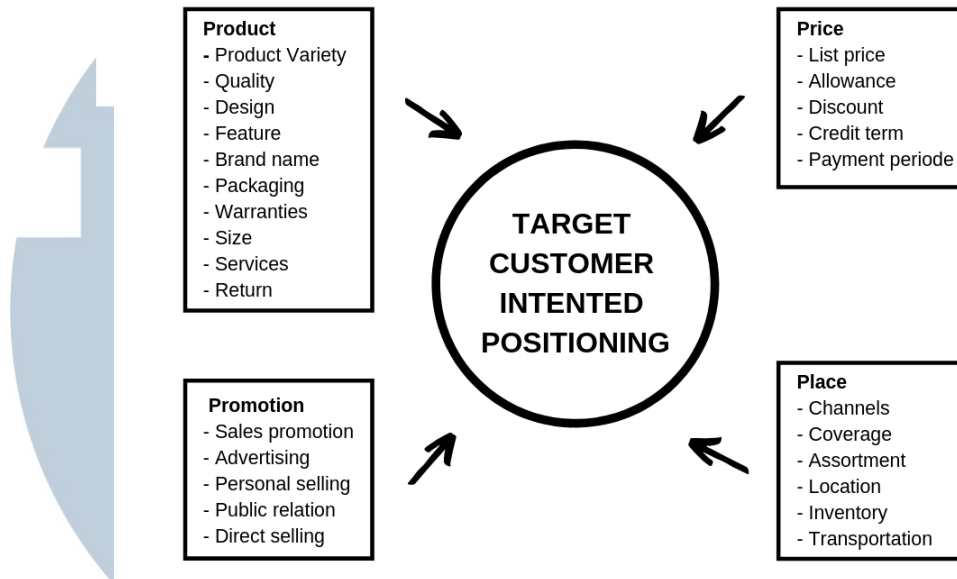 Product
- Product Variety
- Quality
- Design
- Feature
- Brand name
- Packaging
- Warranties
- Size
- Services
- Return
Price
- List price
- Allowance
- Discount
- Credit term
- Payment periode
TARGET
CUSTOMER
INTENTED
POSITIONING
Promotion
- Sales promotion
- Advertising
- Personal selling
- Public relation
- Direct selling
Place
- Channels
- Coverage
- Assortment
- Location
- Inventory
- Transportation